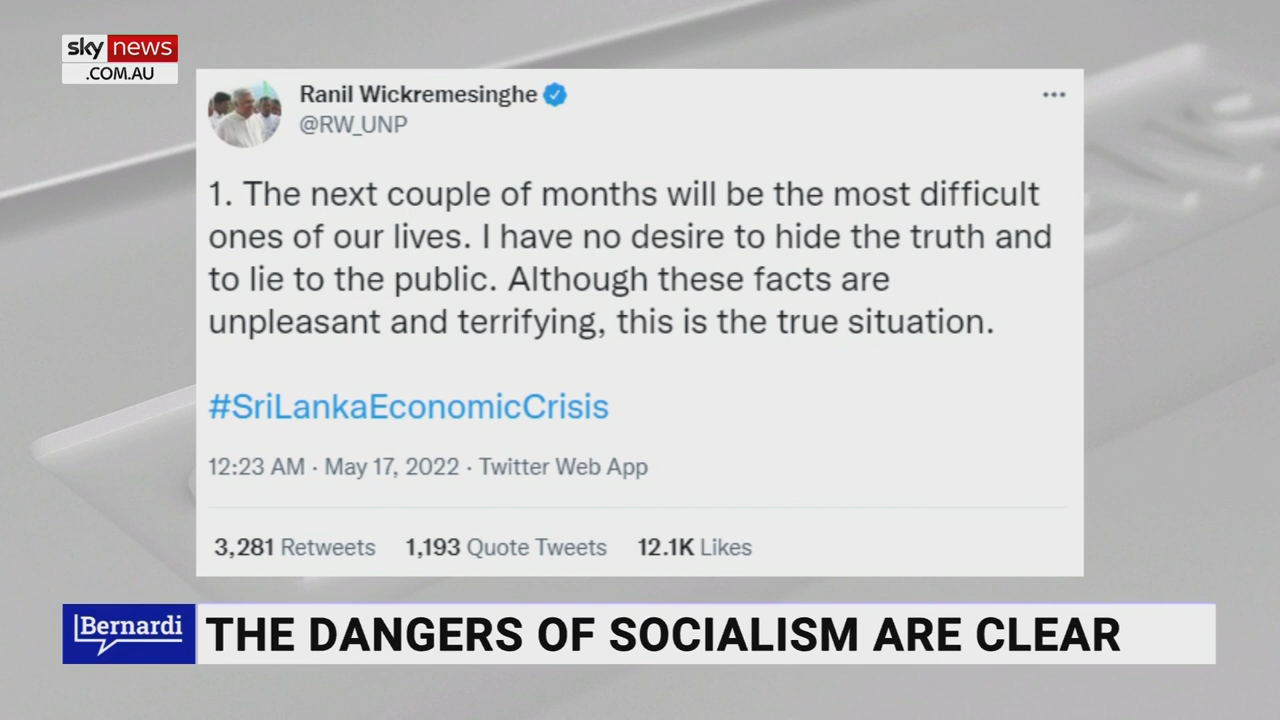 sky news
.COM.AU
Ranil Wickremesinghe
@RW_UNP
1. The next couple of months will be the most difficult
ones of our lives. I have no desire to hide the truth and
to lie to the public. Although these facts are
unpleasant and terrifying, this is the true situation.
#SriLankaEconomicCrisis
12:23 AM · May 17, 2022 · Twitter Web App
3,281 Retweets 1,193 Quote Tweets 12.1K Likes
Bernardi
THE DANGERS OF SOCIALISM ARE CLEAR